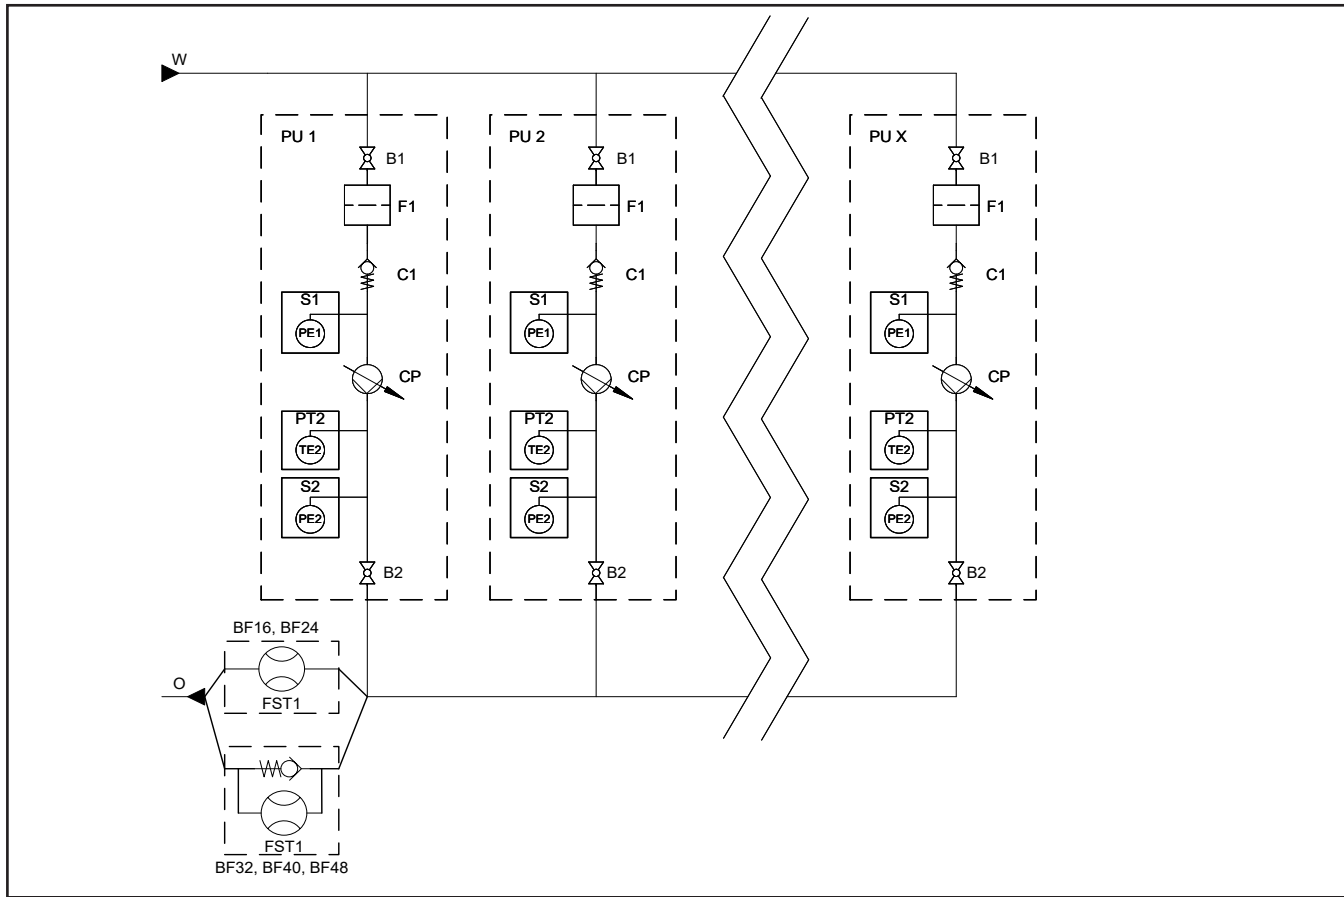 W
PU 1
PU 2
PU X
B1
B1
B1
F1
F1
F1
C1
C1
C1
S1
S1
S1
PE1
PE1
PE1
CP
CP
CP
PT2
PT2
PT2
TE2
TE2
TE2
S2
S2
S2
PE2
PE2
PE2
B2
B2
B2
BF16, BF24
O
FST1
FST1
BF32, BF40, BF48